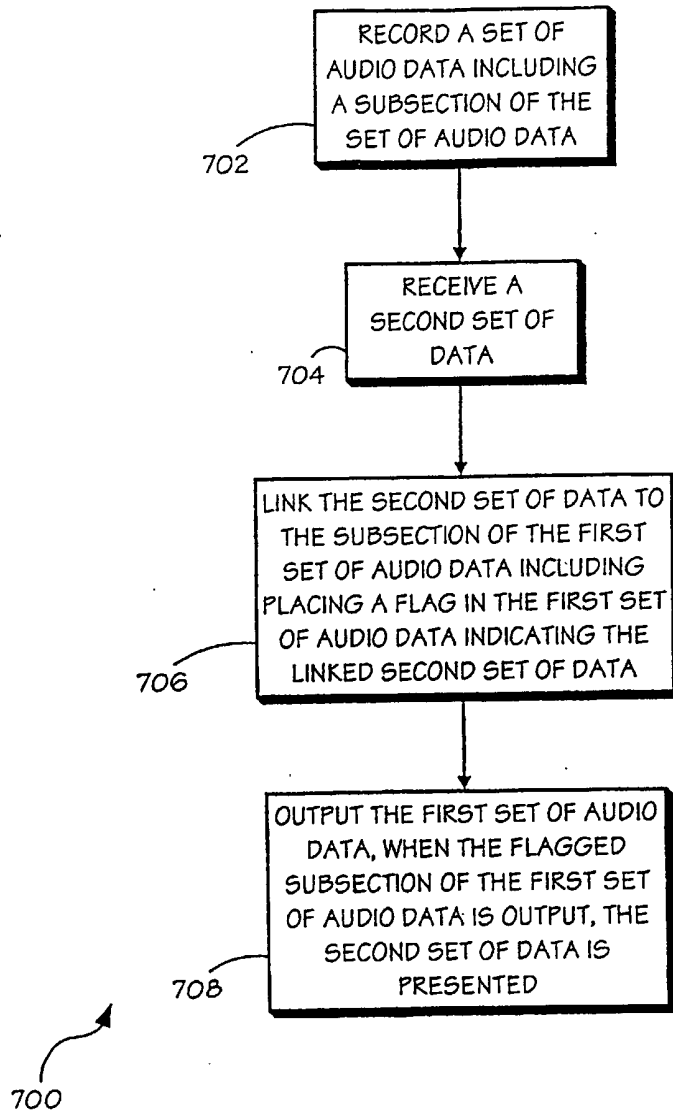 RECORD A SET OF
AUDIO DATA INCLUDING
A SUBSECTION OF THE
SET OF AUDIO DATA
702
RECEIVE A
SECOND SET OF
DATA
704
LINK THE SECOND SET OF DATA TO
THE SUBSECTION OF THE FIRST
SET OF AUDIO DATA INCLUDING
PLACING A FLAG IN THE FIRST SET
OF AUDIO DATA INDICATING THE
LINKED SECOND SET OF DATA
706
OUTPUT THE FIRST SET OF AUDIO
DATA, WHEN THE FLAGGED
SUBSECTION OF THE FIRST SET
OF AUDIO DATA IS OUTPUT, THE
SECOND SET OF DATA IS
PRESENTED
708
700